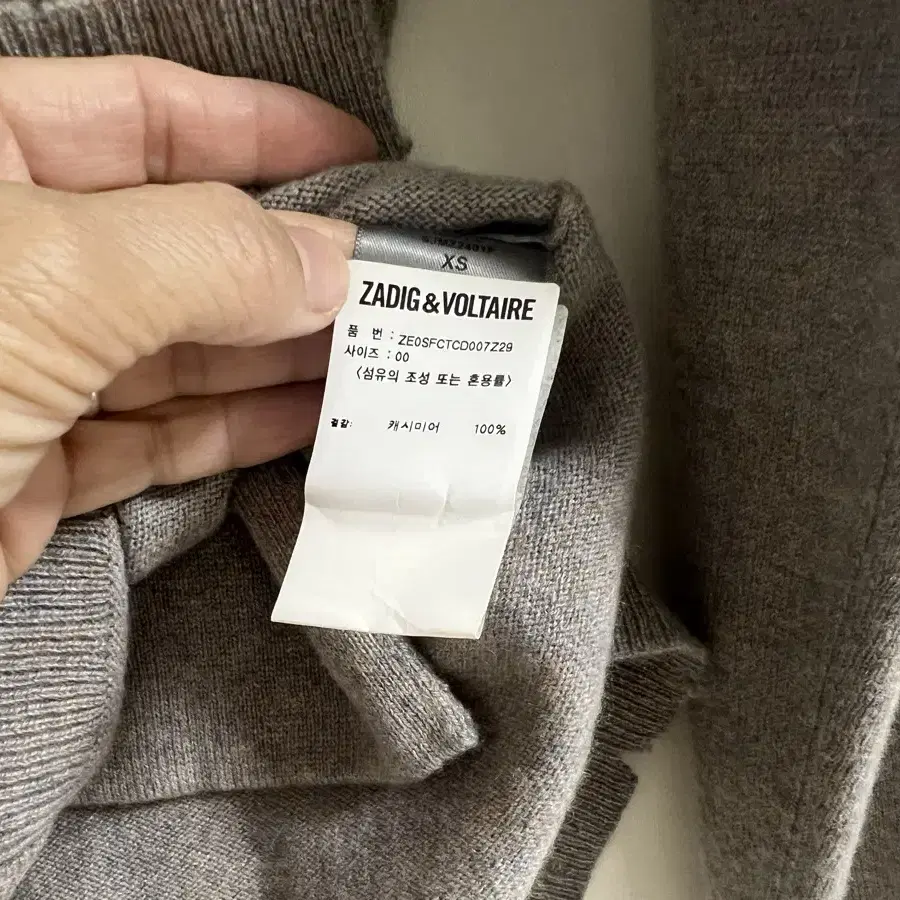 XS
ZADIG & VOLTAIRE
품 번 : ZE0SFCTCD007Z29
사이즈 : 00
〈섬유의 조성 또는 혼용률〉
겉감: 캐시미어 100%